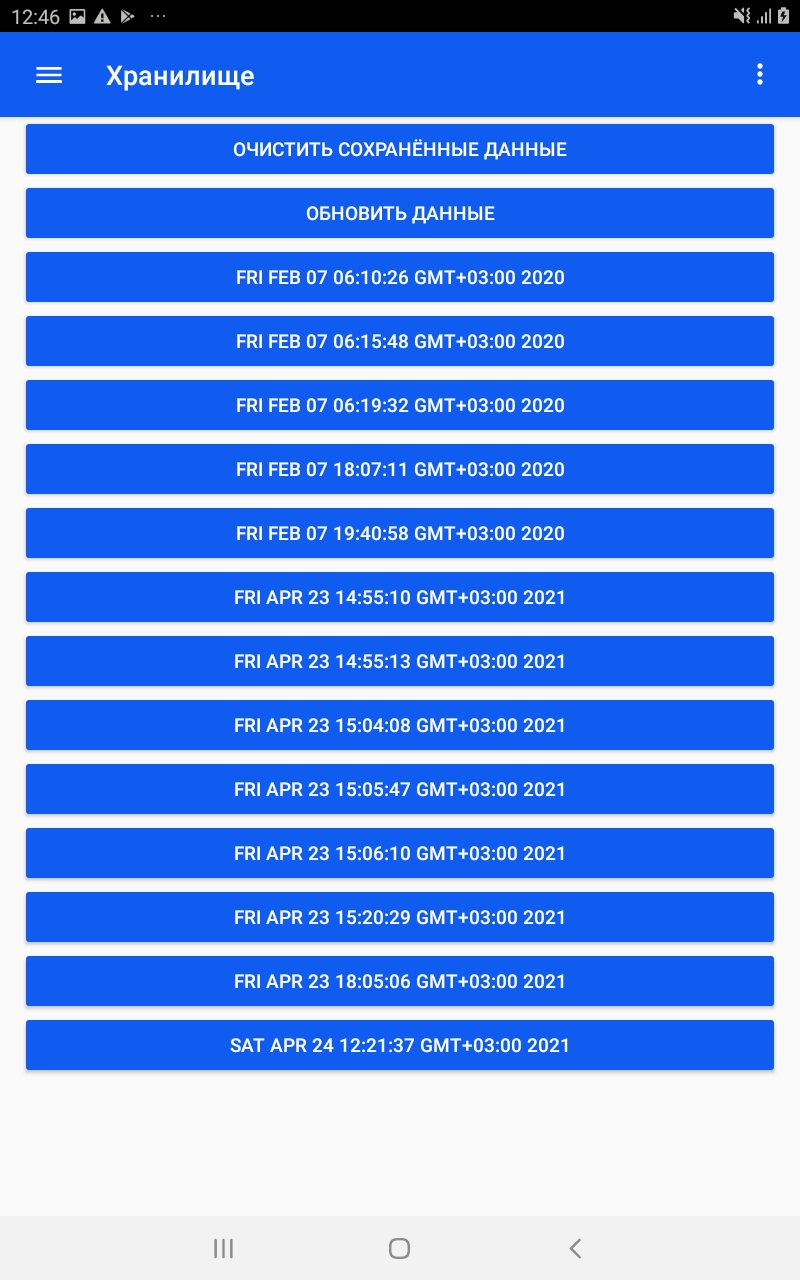 12:46
Хранилище
ОЧИСТИТЬ СОХРАНЁННЫЕ ДАННЫЕ
ОБНОВИТЬ ДАННЫЕ
FRI FEB 07 06:10:26 GMT+03:00 2020
FRI FEB 07 06:15:48 GMT+03:00 2020
FRI FEB 07 06:19:32 GMT+03:00 2020
FRI FEB 07 18:07:11 GMT+03:00 2020
FRI FEB 07 19:40:58 GMT+03:00 2020
FRI APR 23 14:55:10 GMT+03:00 2021
FRI APR 23 14:55:13 GMT+03:00 2021
FRI APR 23 15:04:08 GMT+03:00 2021
FRI APR 23 15:05:47 GMT+03:00 2021
FRI APR 23 15:06:10 GMT+03:00 2021
FRI APR 23 15:20:29 GMT+03:00 2021
FRI APR 23 18:05:06 GMT+03:00 2021
SAT APR 24 12:21:37 GMT+03:00 2021